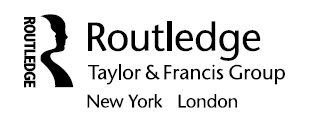 ROUTLEDGE
Routledge
Taylor & Francis Group
New York London